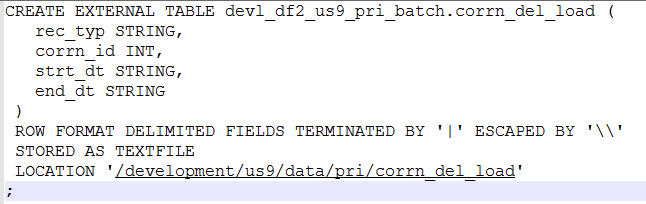 CREATE EXTERNAL TABLE devl_df2_us9_pri_batch.corrn_del_load (
rec_typ STRING,
corrn_id INT,
strt_dt STRING,
end_dt STRING
)
ROW FORMAT DELIMITED FIELDS TERMINATED BY '|' ESCAPED BY '\\'
STORED AS TEXTFILE
LOCATION '/development/us9/data/pri/corrn_del_load'
;